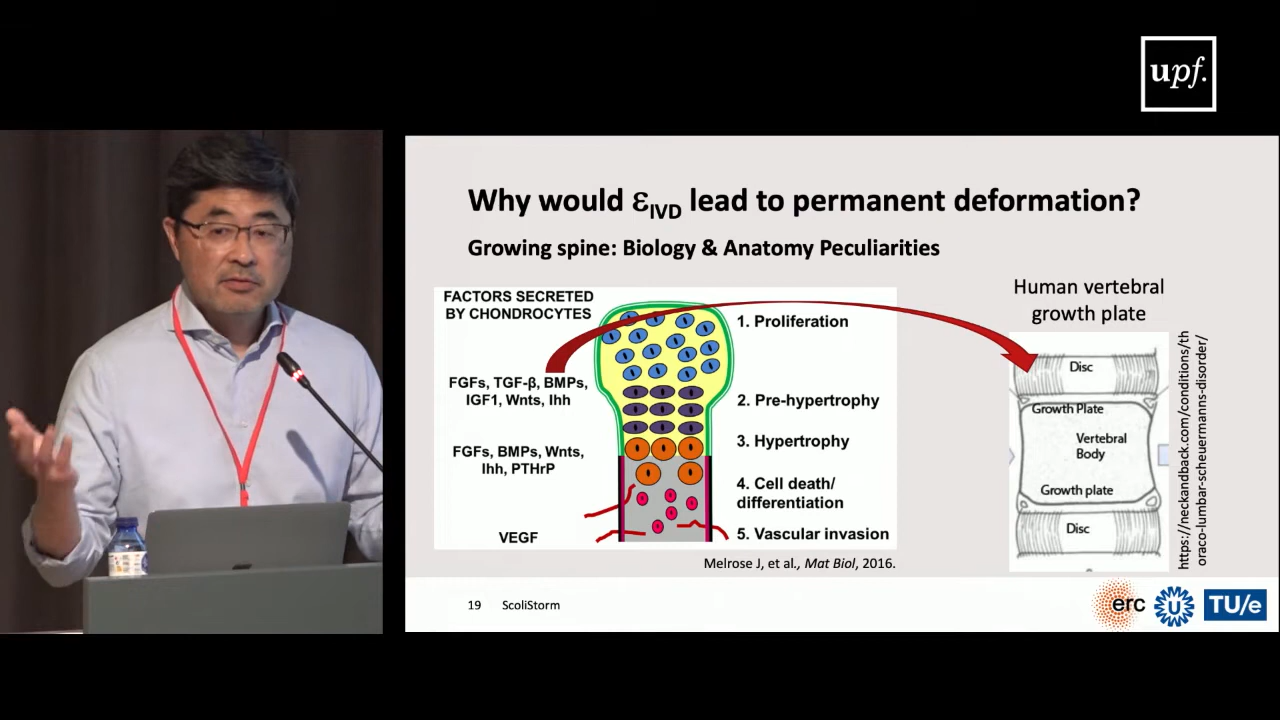 upf.
Why would εIVD lead to permanent deformation?
Growing spine: Biology & Anatomy Peculiarities
FACTORS SECRETED
BY CHONDROCYTES
FGFs, TGF-β, BMPs,
IGF1, Wnts, Ihh
FGFs, BMPs, Wnts,
Ihh, PTHrP
VEGF
1. Proliferation
2. Pre-hypertrophy
3. Hypertrophy
4. Cell death/
differentiation
5. Vascular invasion
Melrose J, et al., Mat Biol, 2016.
Human vertebral
growth plate
Disc
Growth Plate
Vertebral
Body
Growth plate
Disc
https://neckandback.com/conditions/th
oraco-lumbar-scheuermanns-disorder/
19 ScoliStorm
erc
U
TU/e